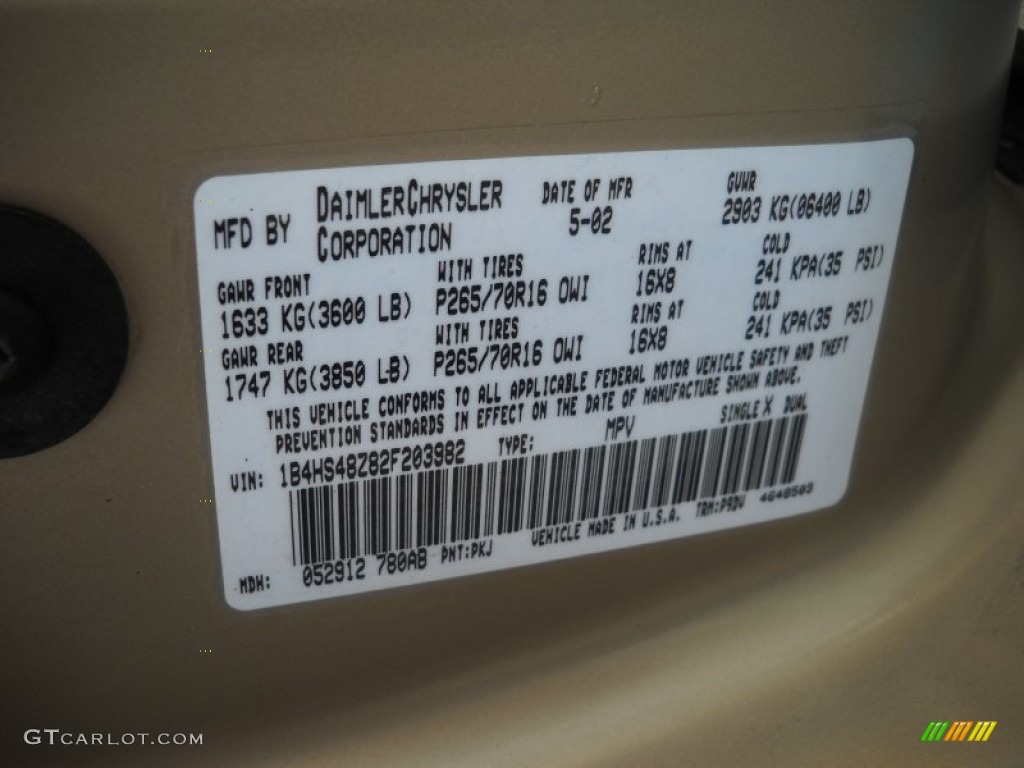 MFD BY DAIMLERCHRYSLER CORPORATION
DATE OF MFR
5-02
GVWR
2903 KG(06400 LB)
GAWR FRONT
1633 KG(3600 LB)
WITH TIRES
P265/70R16 OWI
RIMS AT
16X8
COLD
241 KPA(35 PSI)
GAWR REAR
1747 KG(3850 LB)
WITH TIRES
P265/70R16 OWI
RIMS AT
16X8
COLD
241 KPA(35 PSI)
THIS VEHICLE CONFORMS TO ALL APPLICABLE FEDERAL MOTOR VEHICLE SAFETY AND THEFT
PREVENTION STANDARDS IN EFFECT ON THE DATE OF MANUFACTURE SHOWN ABOVE.
VIN: 1B4HS48Z82F203982 TYPE: MPV SINGLE X DUAL
MDH: 052912 780AB PNT:PKJ VEHICLE MADE IN U.S.A. TRM:P9DV 4648503
GTCARLOT.COM